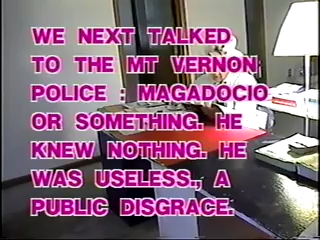 WE NEXT TALKED
TO THE MT VERNON
POLICE : MAGADOCIO
OR SOMETHING. HE
KNEW NOTHING. HE
WAS USELESS., A
PUBLIC DISGRACE.